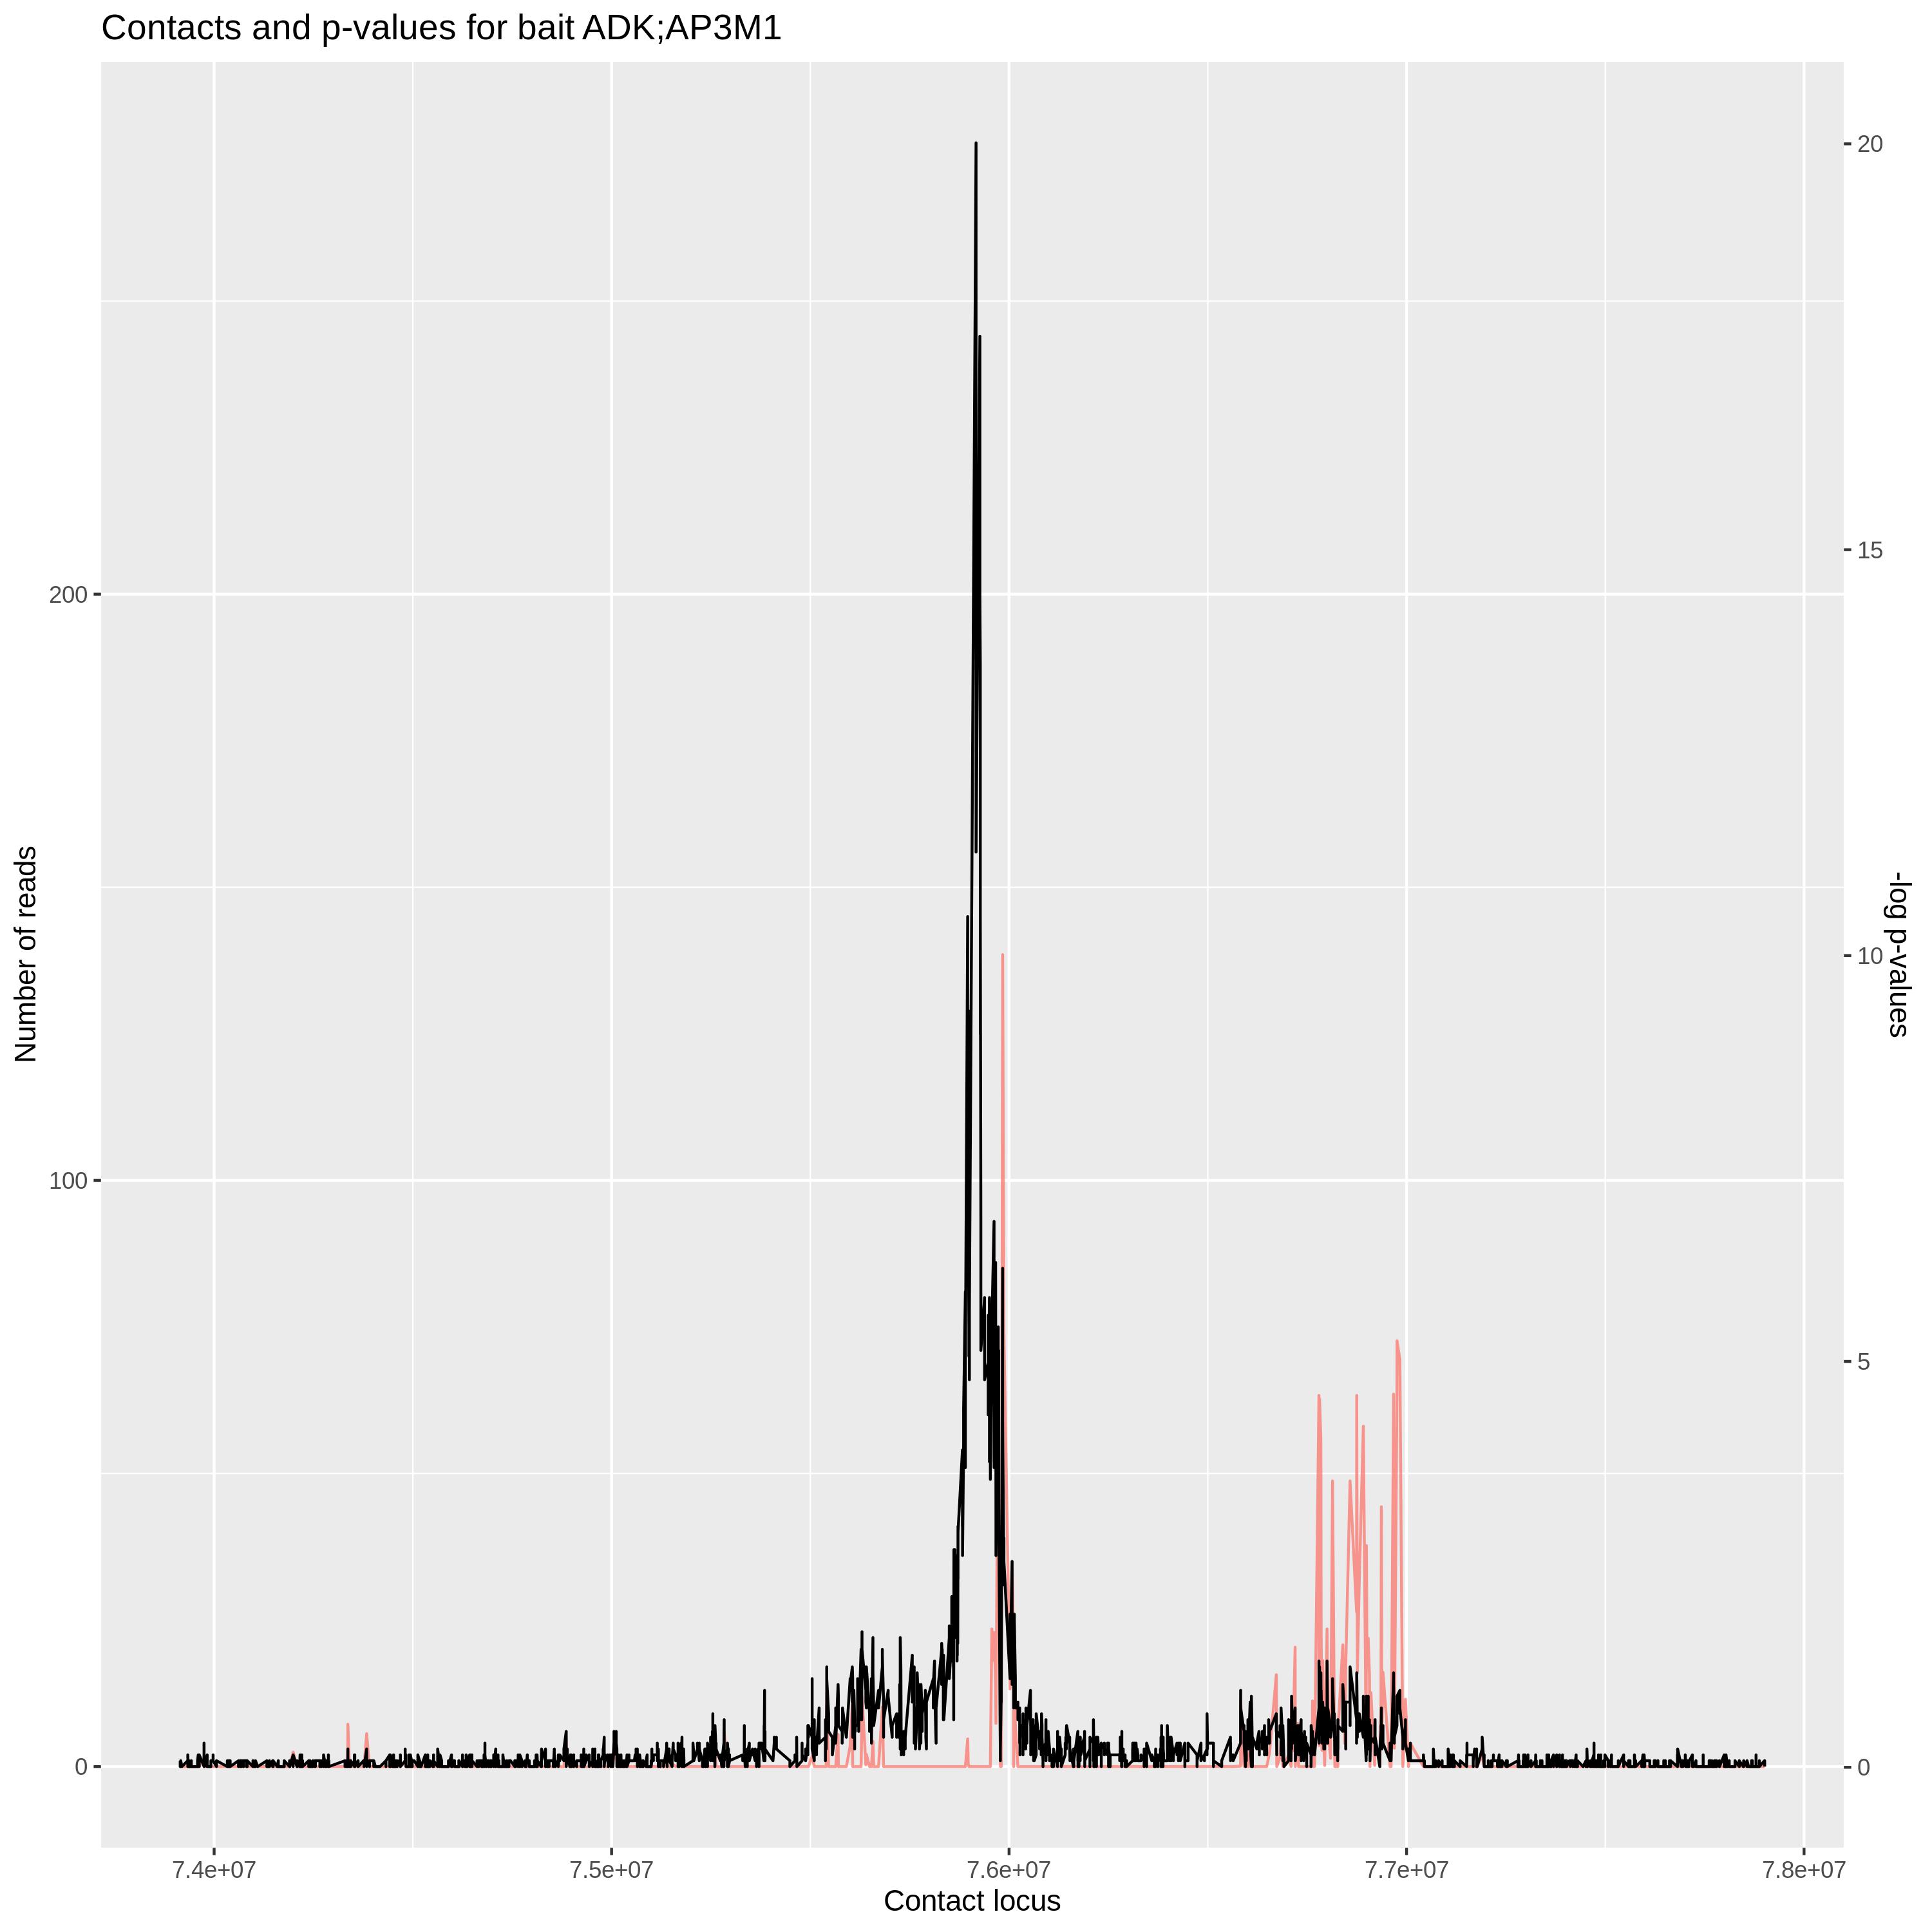 Contacts and p-values for bait ADK;AP3M1
Number of reads
200
100
0
20
15
10
5
0
-log p-values
7.4e+07
7.5e+07
7.6e+07
7.7e+07
7.8e+07
Contact locus